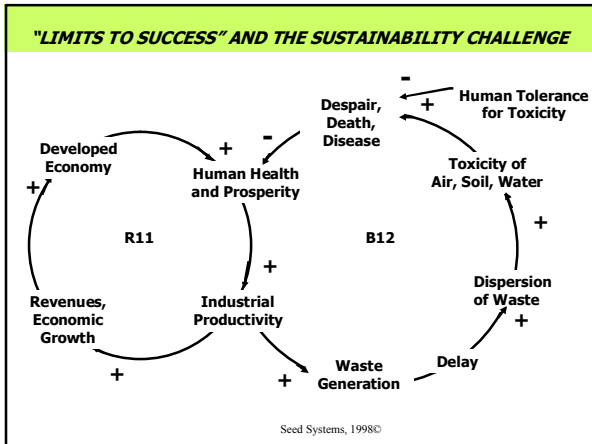 "LIMITS TO SUCCESS" AND THE SUSTAINABILITY CHALLENGE
-
Despair,
Death,
Disease
+
Human Tolerance
for Toxicity
-
Developed
Economy
+
+
Human Health
and Prosperity
Toxicity of
Air, Soil, Water
R11
B12
+
+
Revenues,
Economic
Growth
Industrial
Productivity
Dispersion
of Waste
+
+
+
Waste
Generation
Delay
Seed Systems, 1998©